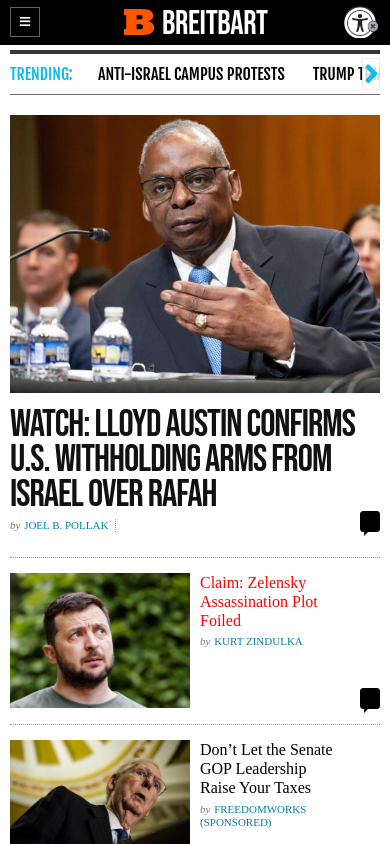 BREITBART
TRENDING:
ANTI-ISRAEL CAMPUS PROTESTS
TRUMP T
WATCH: LLOYD AUSTIN CONFIRMS
U.S. WITHHOLDING ARMS FROM
ISRAEL OVER RAFAH
by JOEL B. POLLAK
Claim: Zelensky
Assassination Plot
Foiled
by KURT ZINDULKA
Don’t Let the Senate
GOP Leadership
Raise Your Taxes
by FREEDOMWORKS
(SPONSORED)